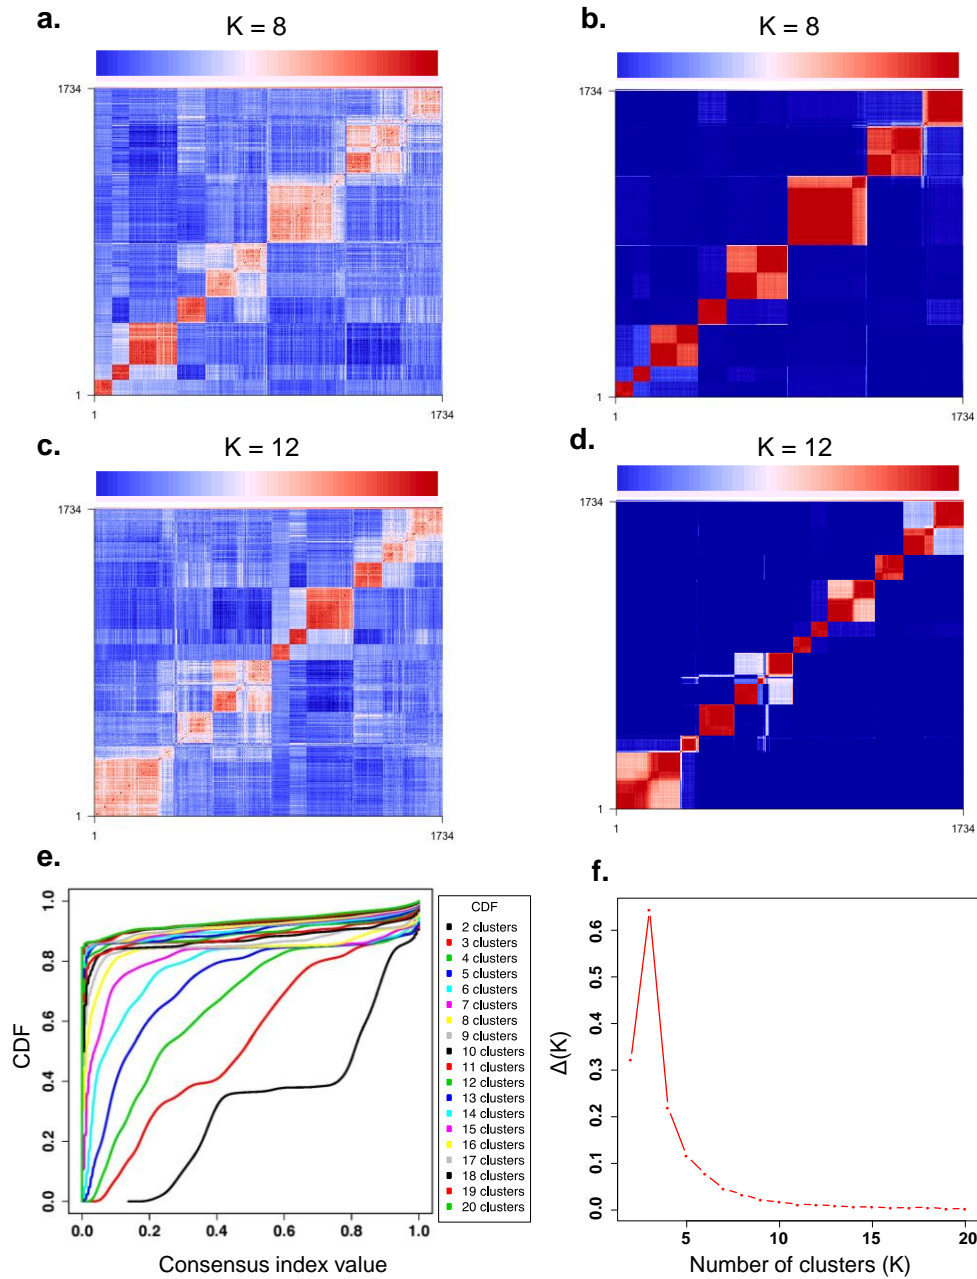 a.
K = 8
1734
1
1
1734
b.
K = 8
1734
1
1
1734
c.
K = 12
1734
1
1
1734
d.
K = 12
1734
1
1
1734
e.
CDF
1.0
0.8
0.6
0.4
0.2
0.0
0.0 0.2 0.4 0.6 0.8 1.0
Consensus index value
CDF
2 clusters
3 clusters
4 clusters
5 clusters
6 clusters
7 clusters
8 clusters
9 clusters
10 clusters
11 clusters
12 clusters
13 clusters
14 clusters
15 clusters
16 clusters
17 clusters
18 clusters
19 clusters
20 clusters
f.
Δ(K)
0.6
0.5
0.4
0.3
0.2
0.1
0.0
5 10 15 20
Number of clusters (K)